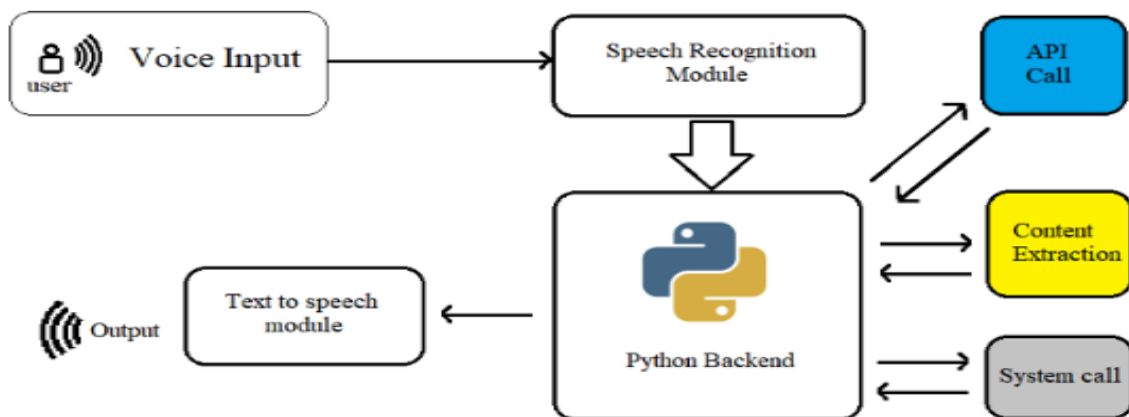 Voice Input
user
Speech Recognition
Module
API
Call
Content
Extraction
Text to speech
module
Output
Python Backend
System call